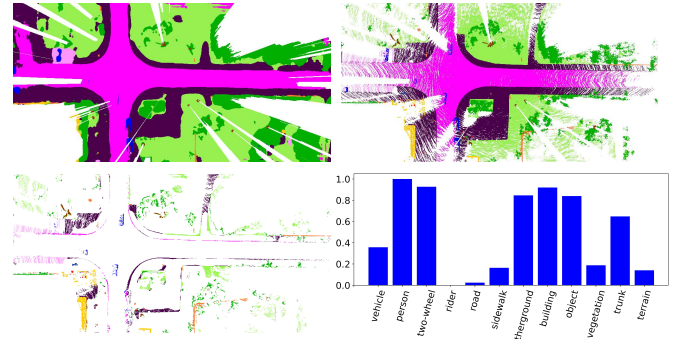 1.0
0.8
0.6
0.4
0.2
0.0
vehicle
person
two-wheel
rider
road
sidewalk
therground
building
object
vegetation
trunk
terrain